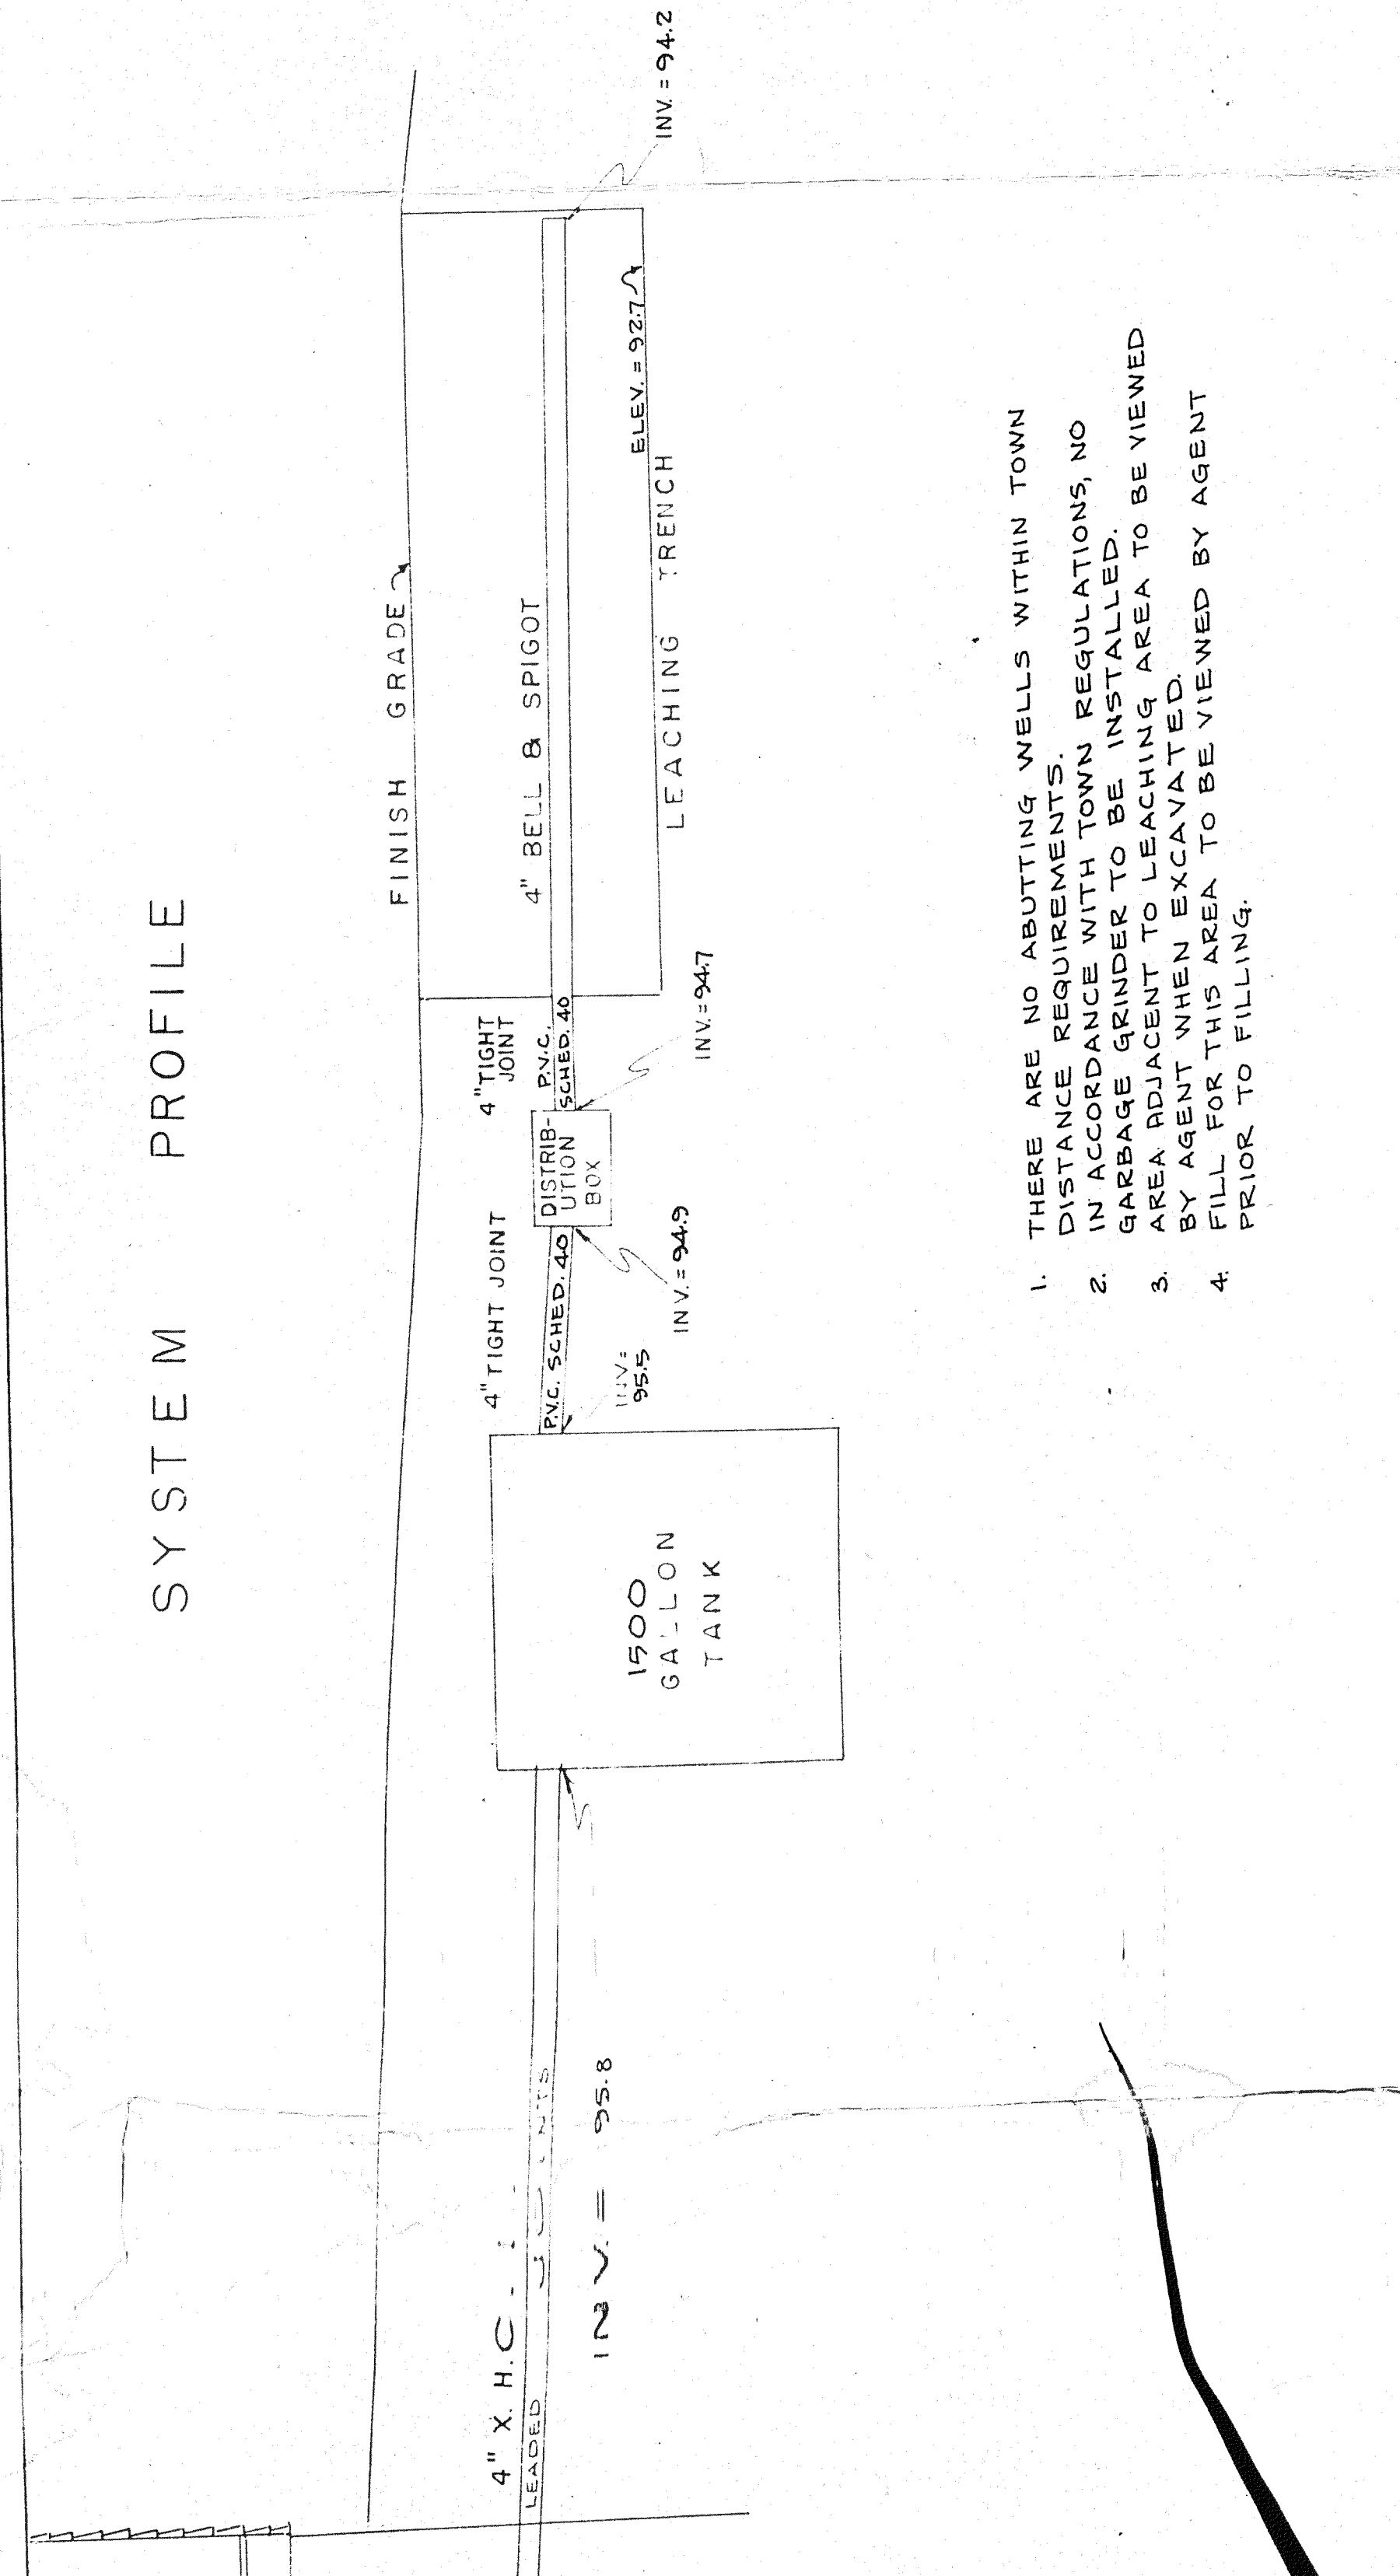 SYSTEM PROFILE
FINISH GRADE
4" X. H.C.
LEADED
INV. = 95.8
1500
GALLON
TANK
INV.=
95.5
4" TIGHT JOINT
P.V.C. SCHED. 40
INV. = 94.9
DISTRIB-
UTION
BOX
4" TIGHT
JOINT
P.V.C.
SCHED. 40
INV. = 94.7
4" BELL & SPIGOT
LEACHING TRENCH
ELEV. = 92.7
INV. = 94.2
1. THERE ARE NO ABUTTING WELLS WITHIN TOWN
DISTANCE REQUIREMENTS.
2. IN ACCORDANCE WITH TOWN REGULATIONS, NO
GARBAGE GRINDER TO BE INSTALLED.
3. AREA ADJACENT TO LEACHING AREA TO BE VIEWED
BY AGENT WHEN EXCAVATED.
4. FILL FOR THIS AREA TO BE VIEWED BY AGENT
PRIOR TO FILLING.